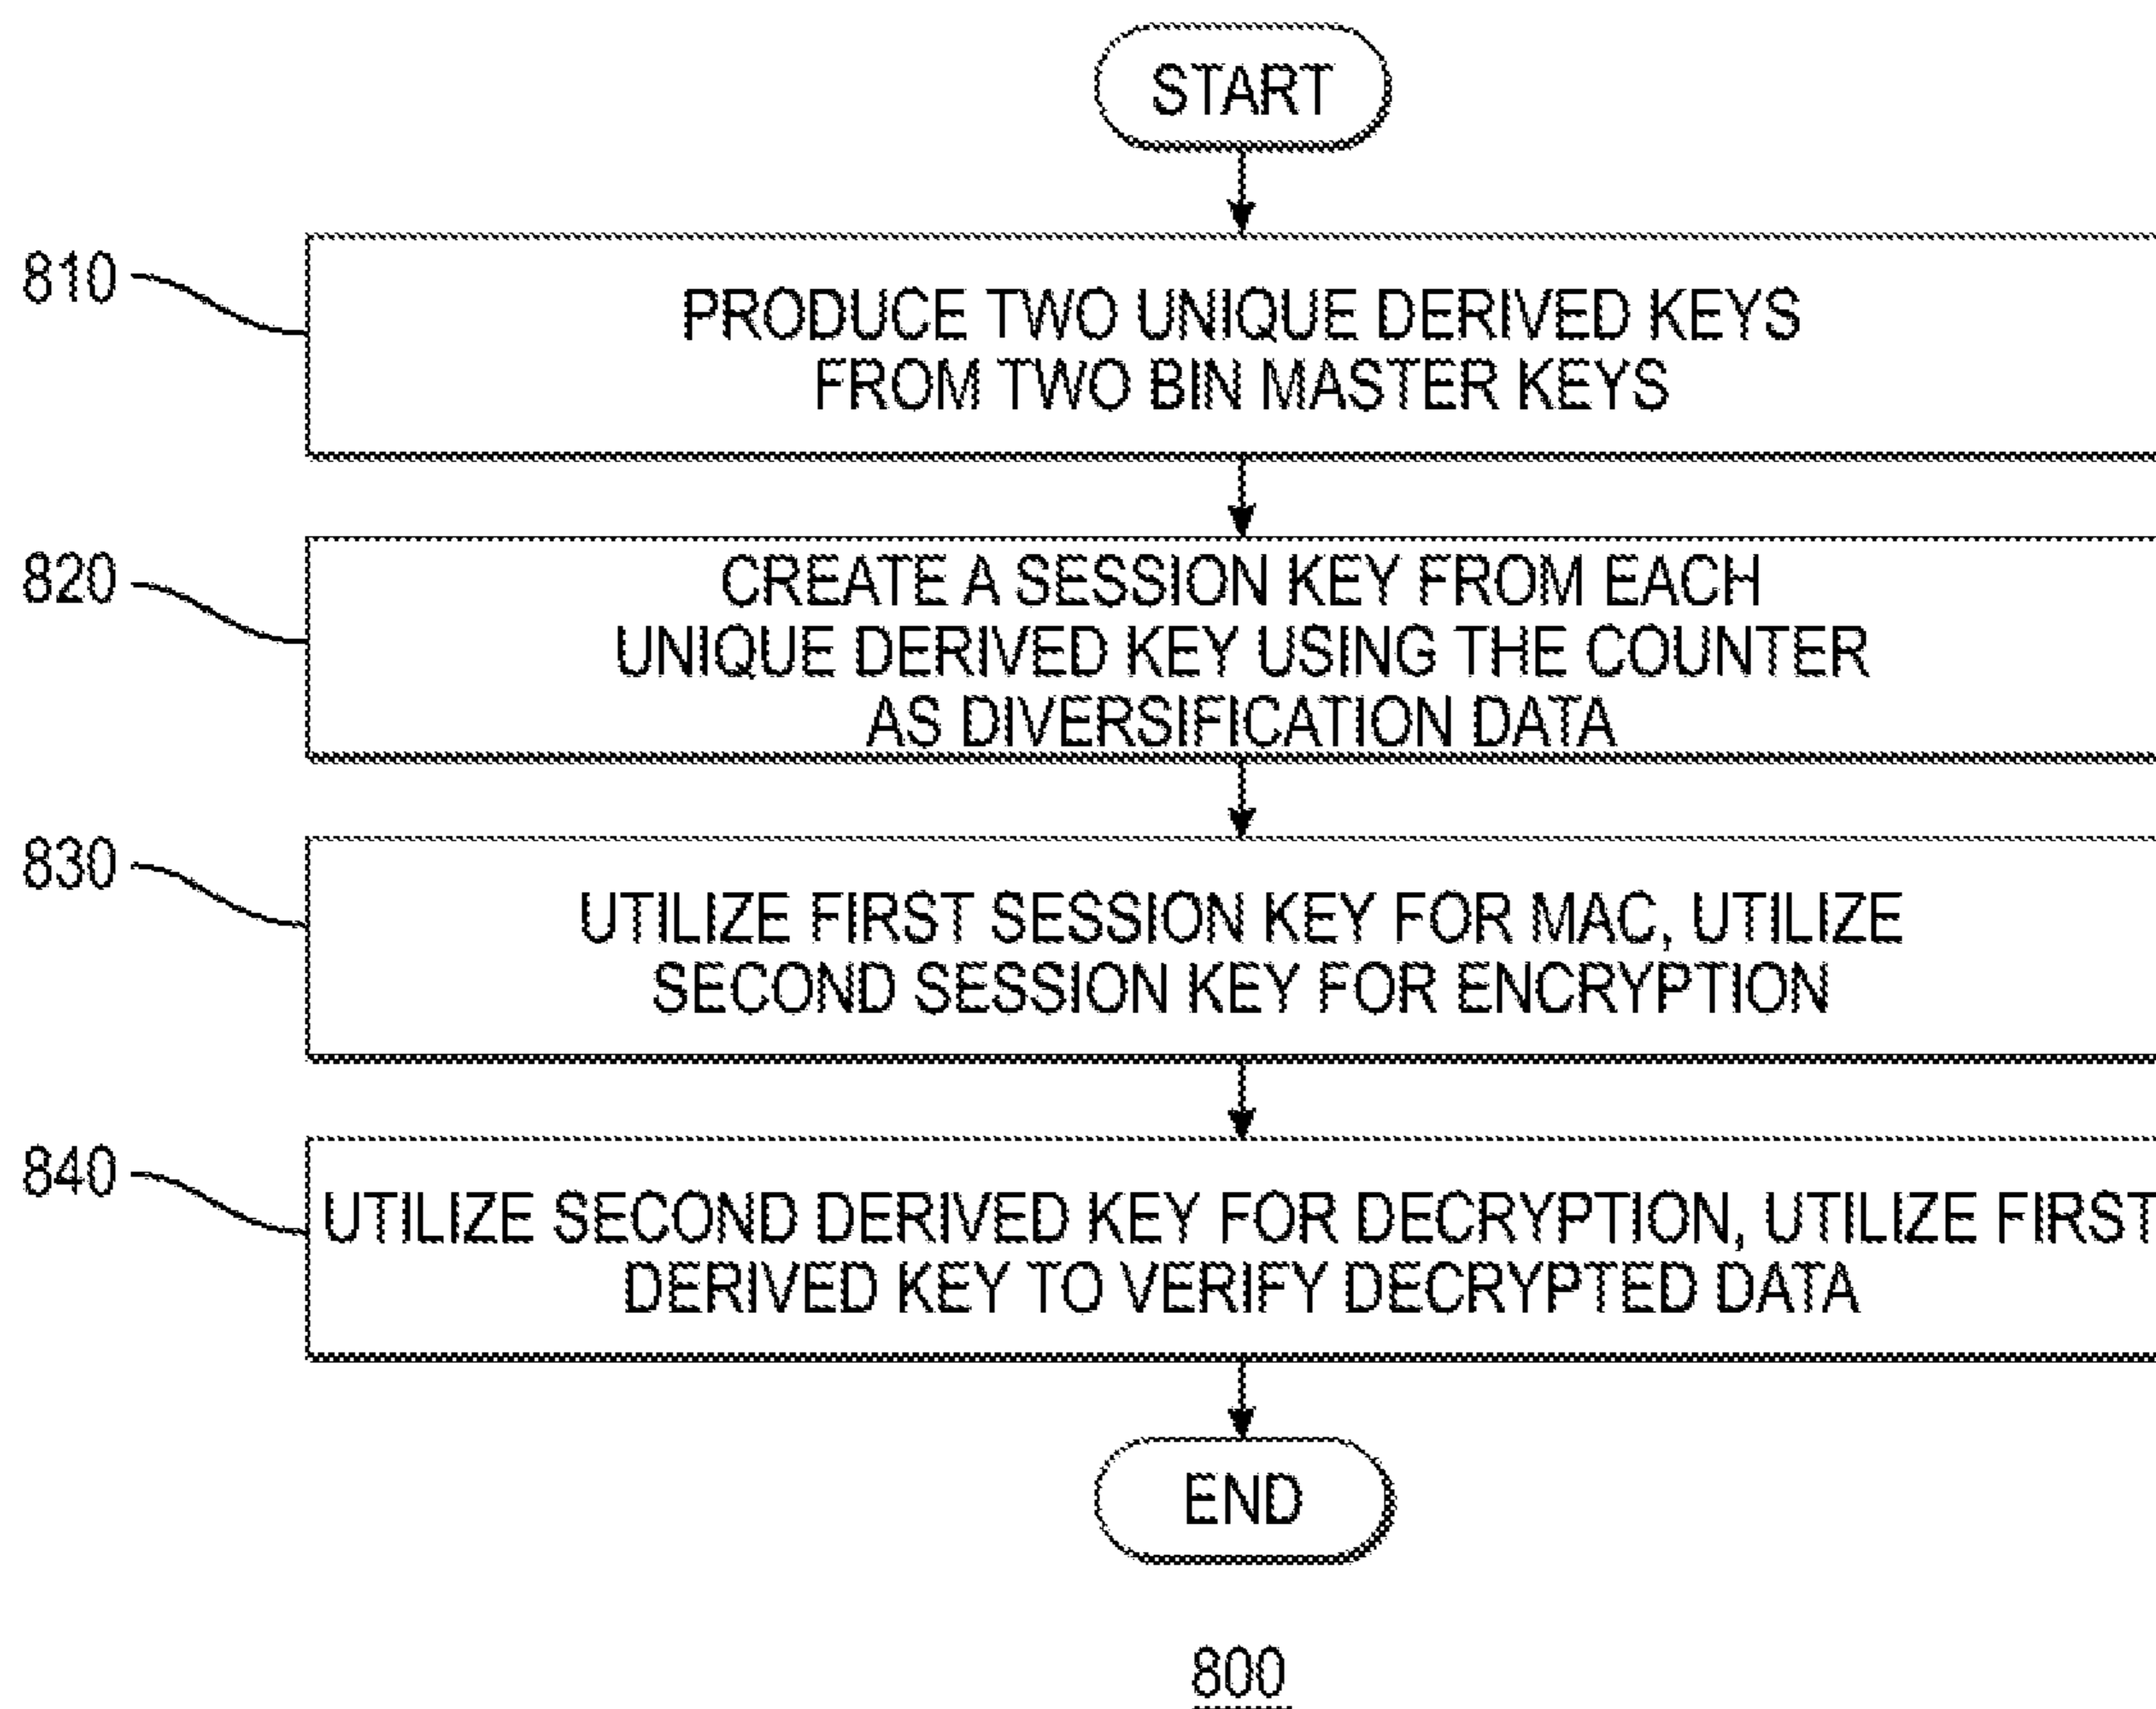 START
810
PRODUCE TWO UNIQUE DERIVED KEYS
FROM TWO BIN MASTER KEYS
820
CREATE A SESSION KEY FROM EACH
UNIQUE DERIVED KEY USING THE COUNTER
AS DIVERSIFICATION DATA
830
UTILIZE FIRST SESSION KEY FOR MAC, UTILIZE
SECOND SESSION KEY FOR ENCRYPTION
840
UTILIZE SECOND DERIVED KEY FOR DECRYPTION, UTILIZE FIRST
DERIVED KEY TO VERIFY DECRYPTED DATA
END
800